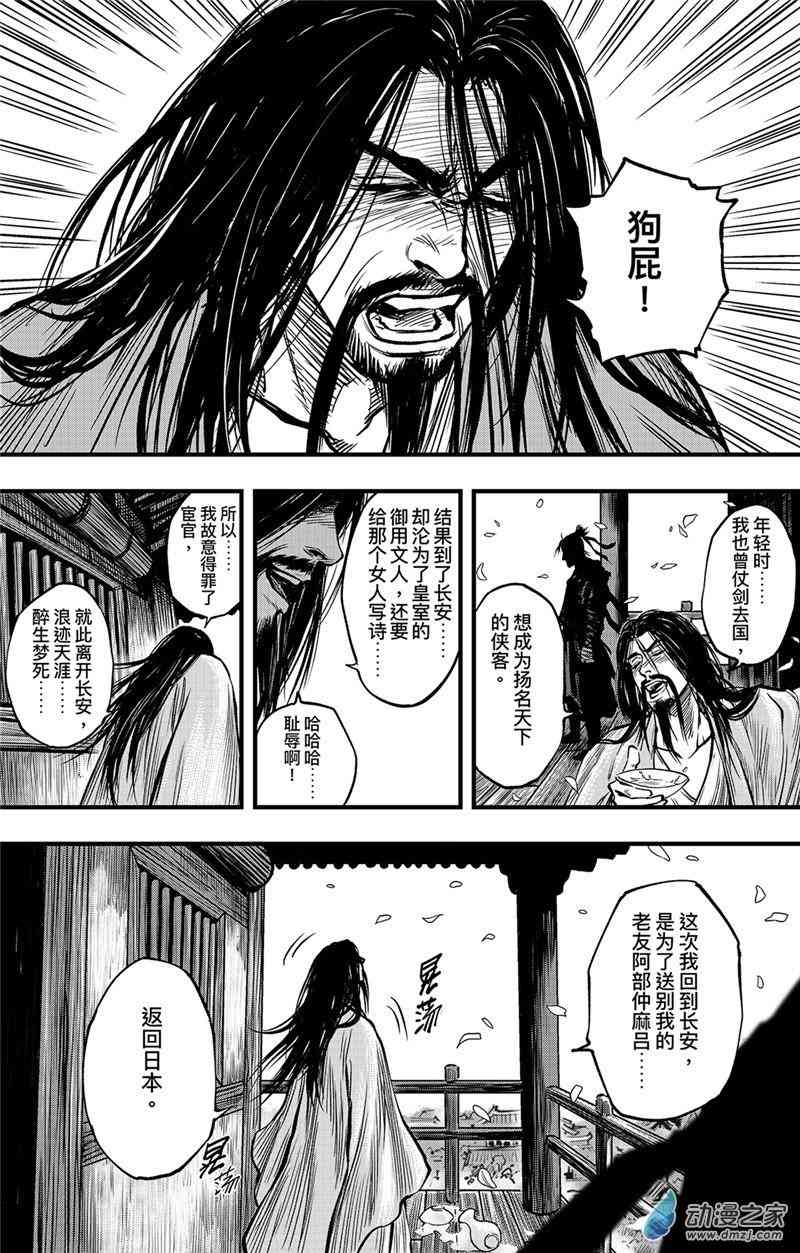 狗屁！
年轻时……
我也曾仗剑去国，
想成为扬名天下
的侠客。
结果到了长安…
却沦为了皇室的
御用文人，还要
给那个女人写诗……
哈哈哈……
耻辱啊！
所以……
我故意得罪了
宦官，
就此离开长安，
浪迹天涯……
醉生梦死……
这次我回到长安，
是为了送别我的
老友阿部仲麻吕……
晃荡
返回日本。
晃荡
动漫之家
www.dmzj.com